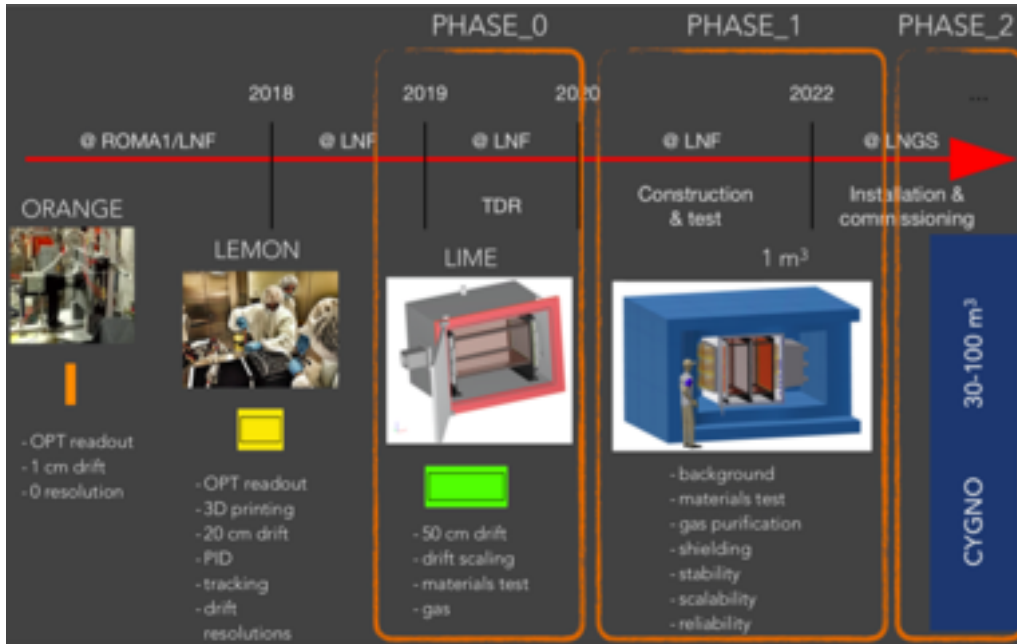 PHASE_0
PHASE_1
PHASE_2
2018
2019
2020
2022
...
@ ROMA1/LNF
@ LNF
@ LNF
@ LNF
@ LNGS
TDR
Construction
& test
Installation &
commissioning
ORANGE
- OPT readout
- 1 cm drift
- 0 resolution
LEMON
- OPT readout
- 3D printing
- 20 cm drift
- PID
- tracking
- drift
resolutions
LIME
- 50 cm drift
- drift scaling
- materials test
- gas
1 m³
- background
- materials test
- gas purification
- shielding
- stability
- scalability
- reliability
CYGNO 30-100 m³